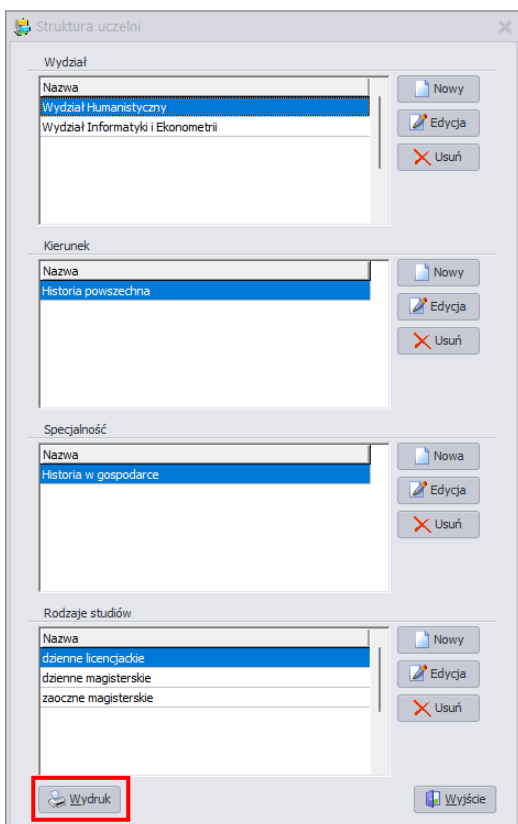 Struktura uczelni
Wydział
Nazwa
Wydział Humanistyczny
Wydział Informatyki i Ekonometrii
Nowy
Edycja
Usuń
Kierunek
Nazwa
Historia powszechna
Nowy
Edycja
Usuń
Specjalność
Nazwa
Historia w gospodarce
Nowa
Edycja
Usuń
Rodzaje studiów
Nazwa
dzienne licencjackie
dzienne magisterskie
zaoczne magisterskie
Nowy
Edycja
Usuń
Wydruk
Wyjście